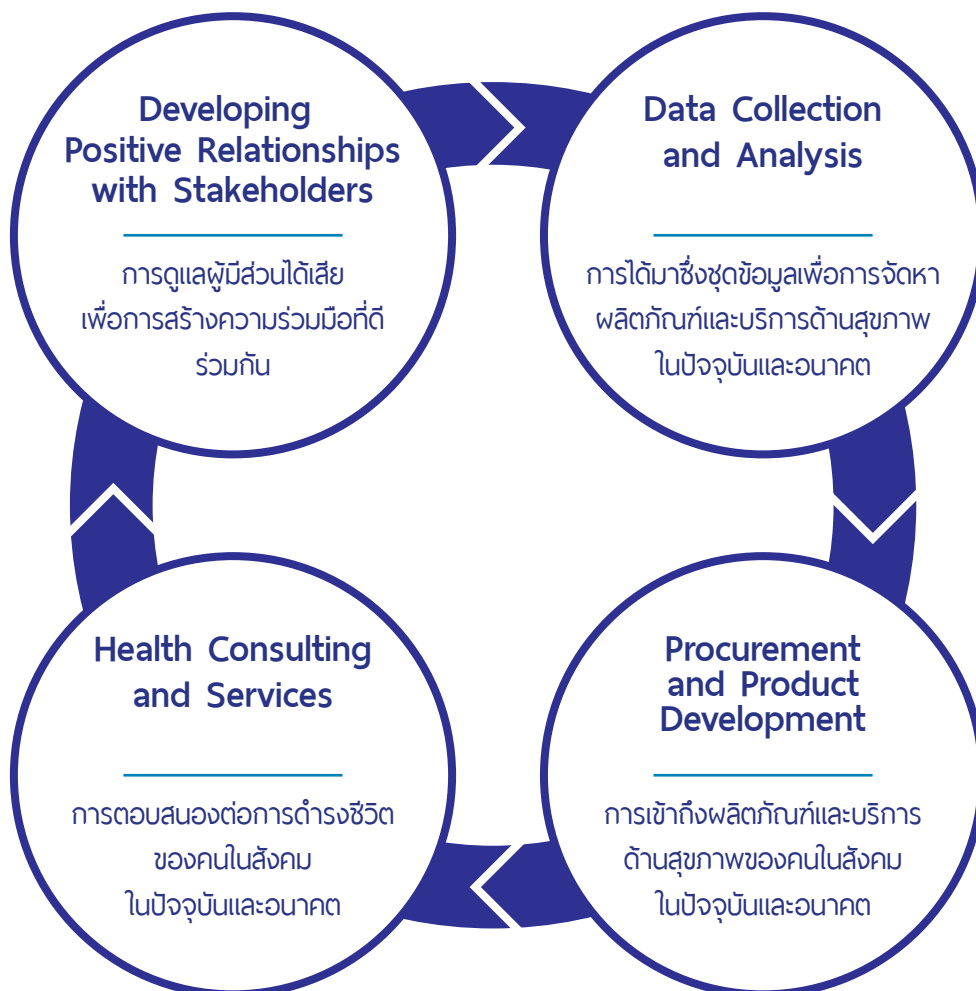 Developing
Positive Relationships
with Stakeholders
การดูแลผู้มีส่วนได้เสีย
เพื่อการสร้างความร่วมมือที่ดี
ร่วมกัน
Data Collection
and Analysis
การได้มาซึ่งชุดข้อมูลเพื่อการจัดหา
ผลิตภัณฑ์และบริการด้านสุขภาพ
ในปัจจุบันและอนาคต
Health Consulting
and Services
การตอบสนองต่อการดำรงชีวิต
ของคนในสังคม
ในปัจจุบันและอนาคต
Procurement
and Product
Development
การเข้าถึงผลิตภัณฑ์และบริการ
ด้านสุขภาพของคนในสังคม
ในปัจจุบันและอนาคต